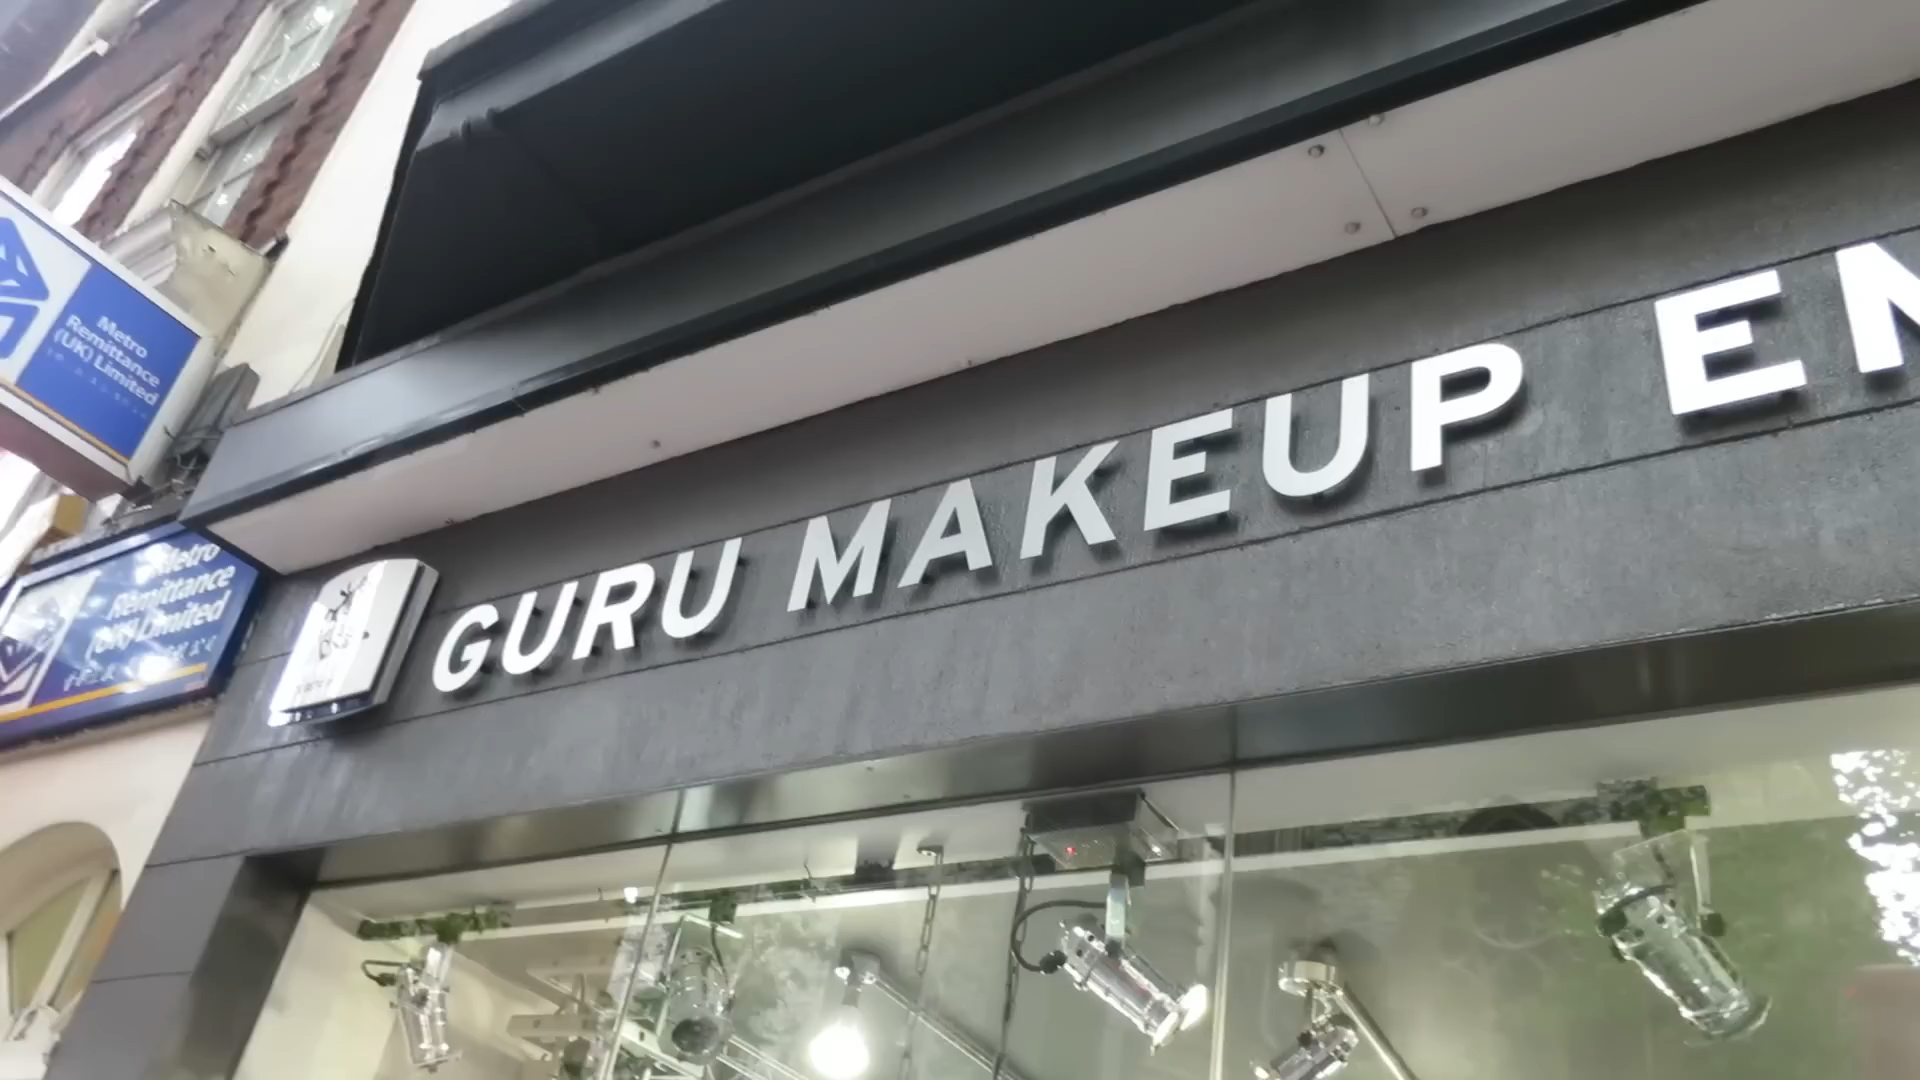 Metro
Remittance
(UK) Limited
Metro
Remittance
(UK) Limited
GURU MAKEUP EM